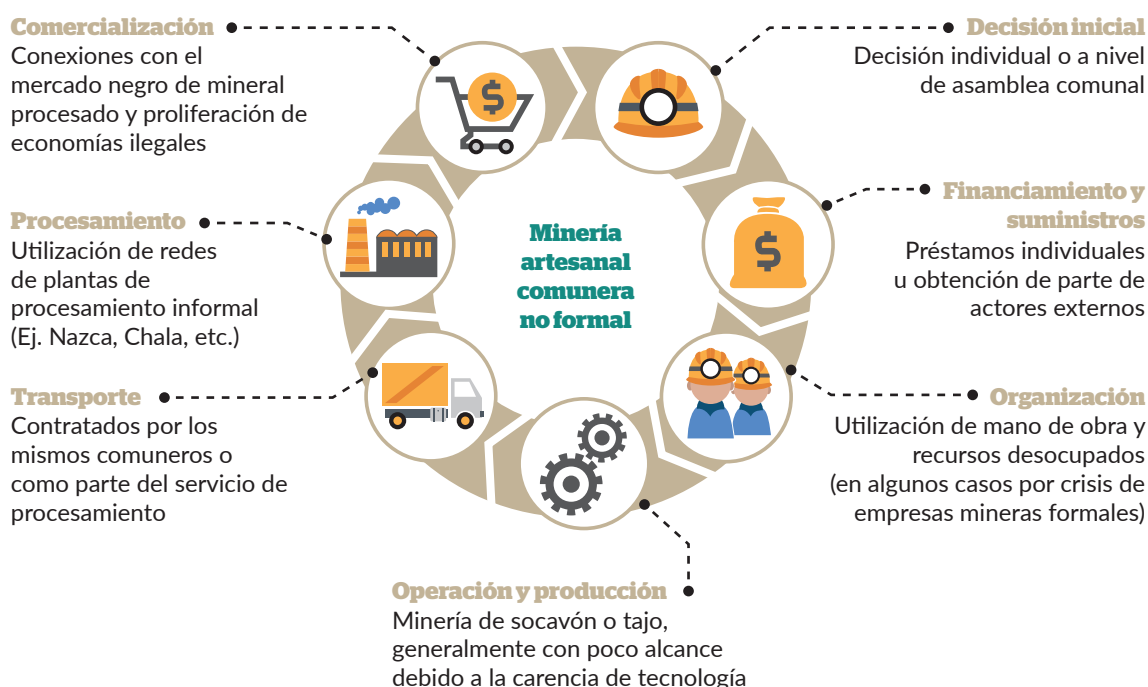 Minería
artesanal
comunera
no formal
Decisión inicial
Decisión individual o a nivel
de asamblea comunal
Financiamiento y
suministros
Préstamos individuales
u obtención de parte de
actores externos
Organización
Utilización de mano de obra y
recursos desocupados
(en algunos casos por crisis de
empresas mineras formales)
Operación y producción
Minería de socavón o tajo,
generalmente con poco alcance
debido a la carencia de tecnología
Transporte
Contratados por los
mismos comuneros o
como parte del servicio de
procesamiento
Procesamiento
Utilización de redes
de plantas de
procesamiento informal
(Ej. Nazca, Chala, etc.)
Comercialización
Conexiones con el
mercado negro de mineral
procesado y proliferación de
economías ilegales
$
$